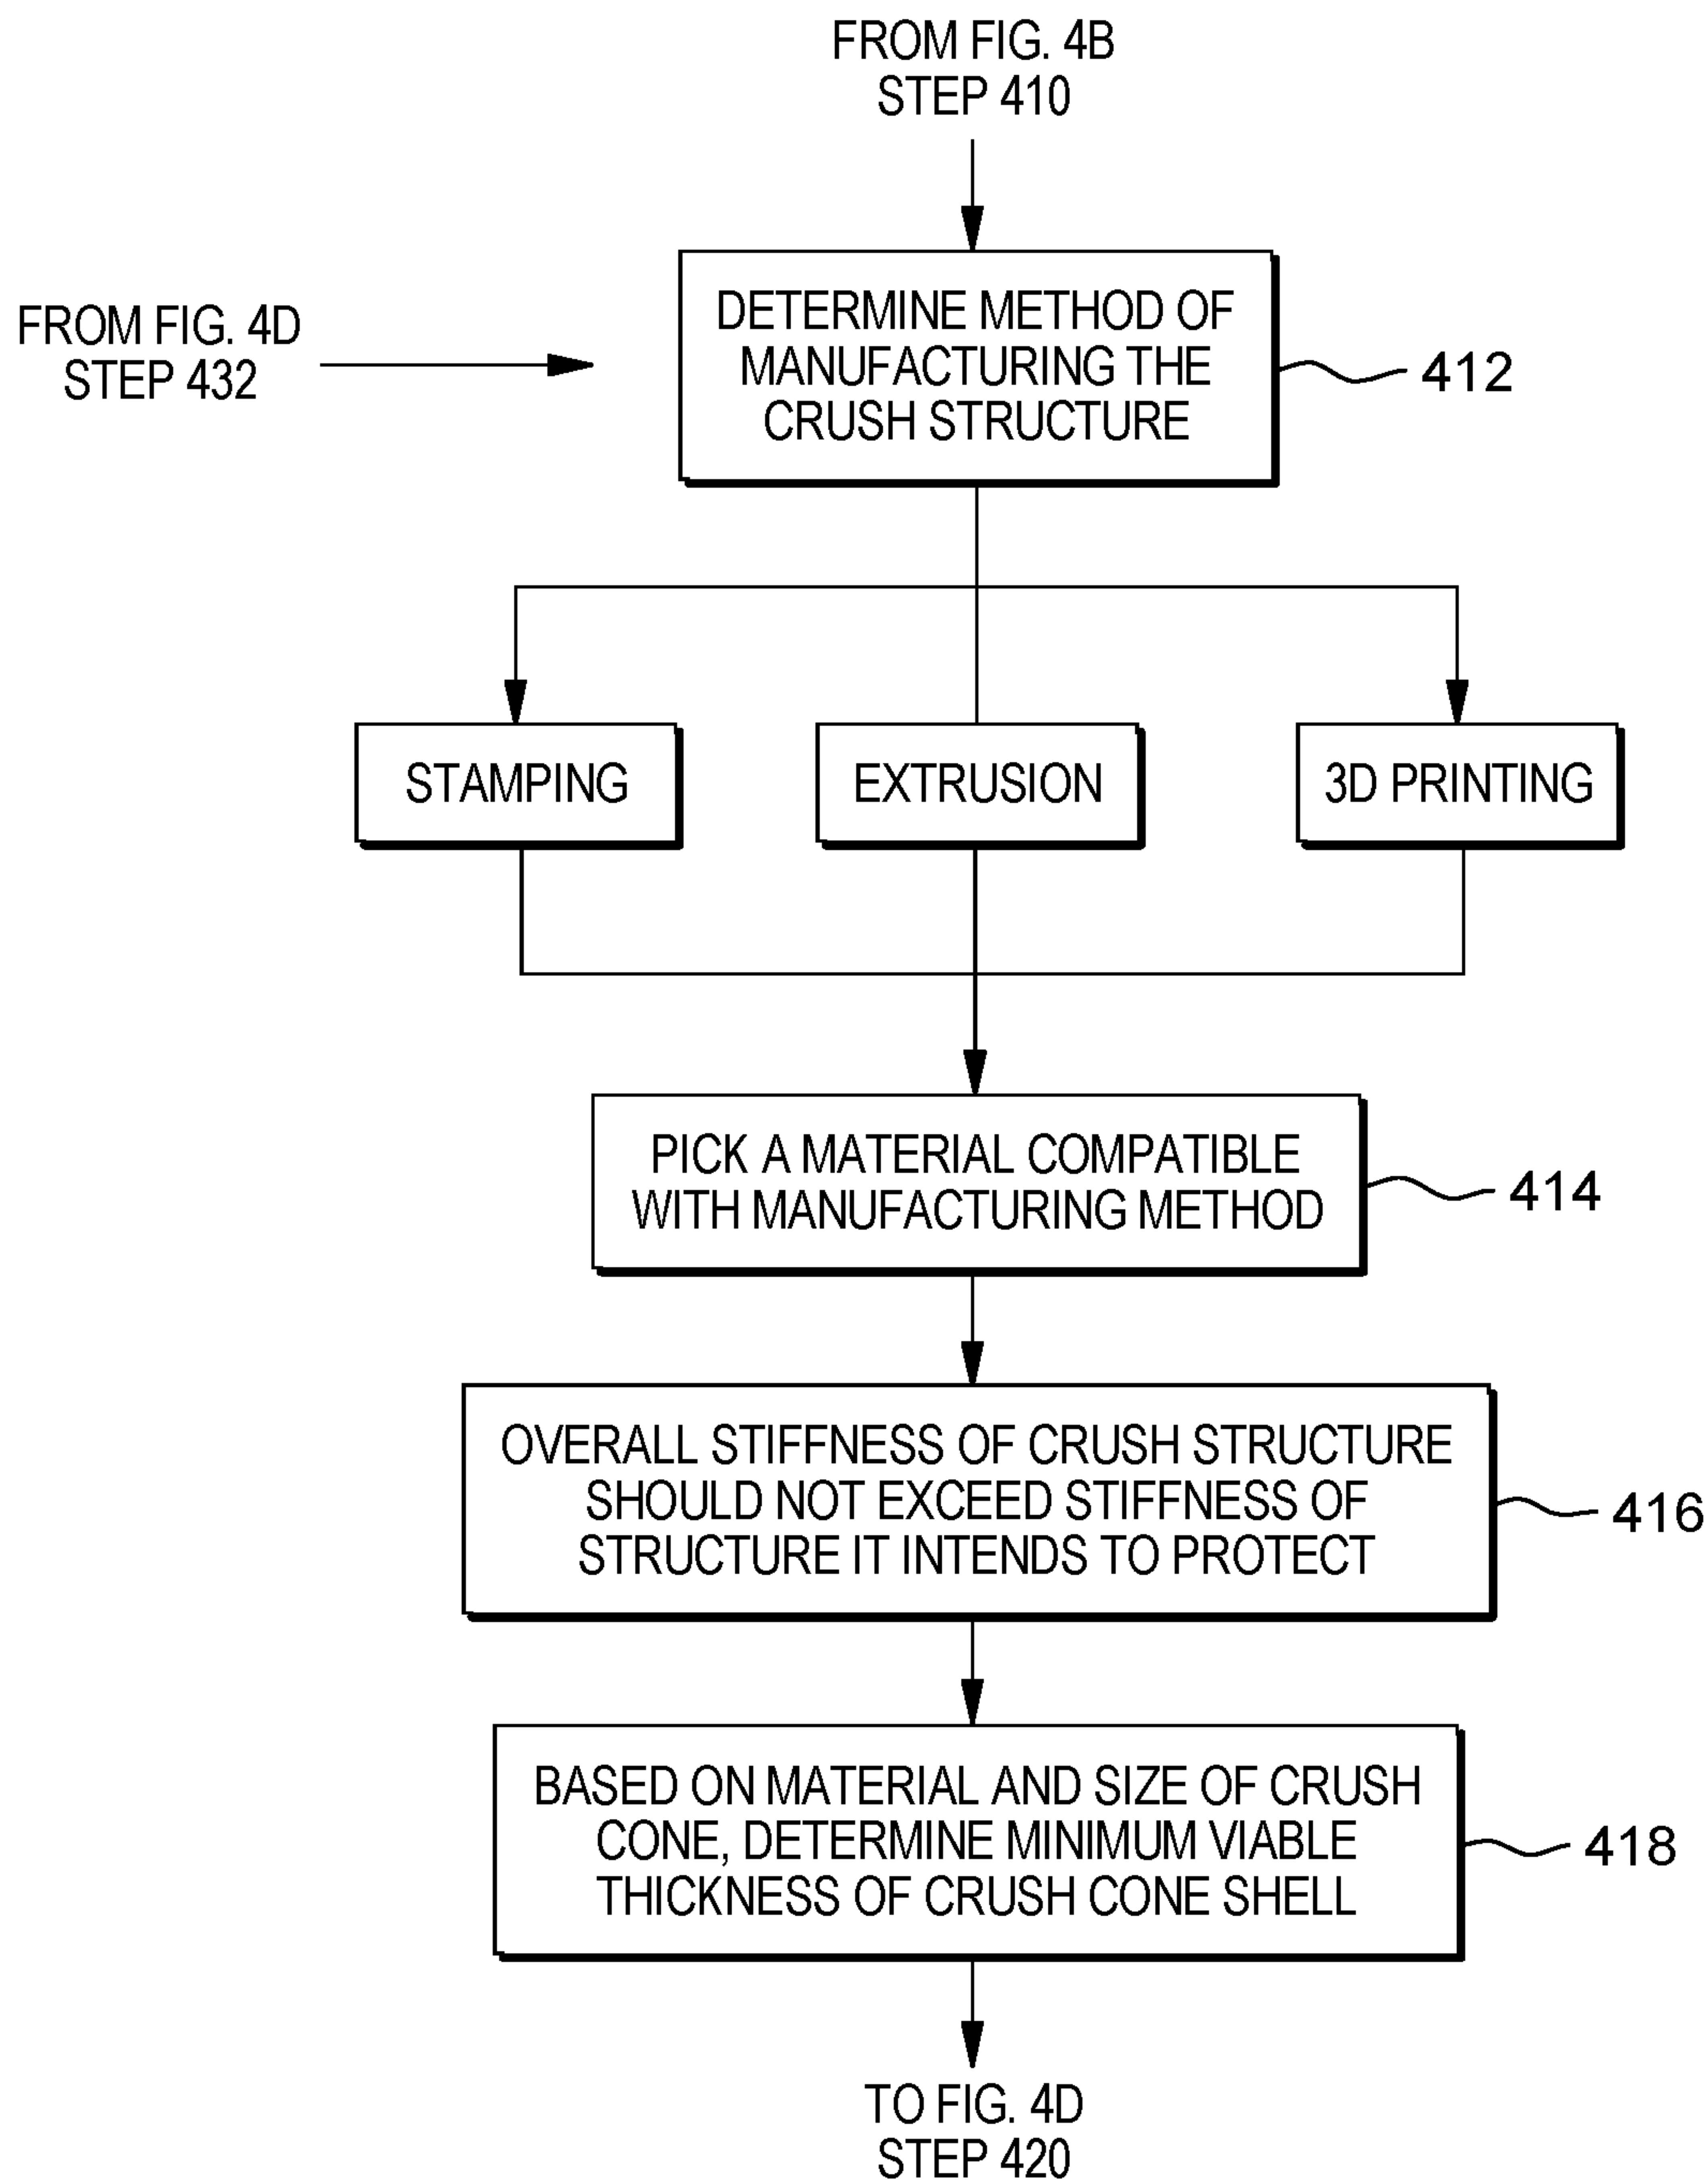 FROM FIG. 4B
STEP 410
FROM FIG. 4D
STEP 432
DETERMINE METHOD OF
MANUFACTURING THE
CRUSH STRUCTURE
412
STAMPING
EXTRUSION
3D PRINTING
PICK A MATERIAL COMPATIBLE
WITH MANUFACTURING METHOD
414
OVERALL STIFFNESS OF CRUSH STRUCTURE
SHOULD NOT EXCEED STIFFNESS OF
STRUCTURE IT INTENDS TO PROTECT
416
BASED ON MATERIAL AND SIZE OF CRUSH
CONE, DETERMINE MINIMUM VIABLE
THICKNESS OF CRUSH CONE SHELL
418
TO FIG. 4D
STEP 420